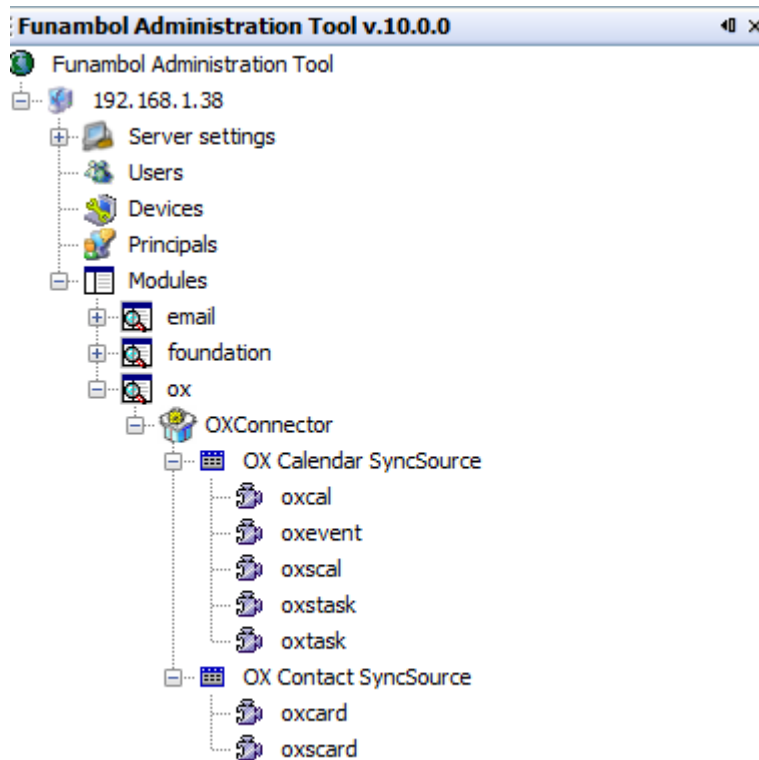 Funambol Administration Tool v.10.0.0
Funambol Administration Tool
192.168.1.38
Server settings
Users
Devices
Principals
Modules
email
foundation
ox
OXConnector
OX Calendar SyncSource
oxcal
oxevent
oxscal
oxstask
oxtask
OX Contact SyncSource
oxcard
oxscard